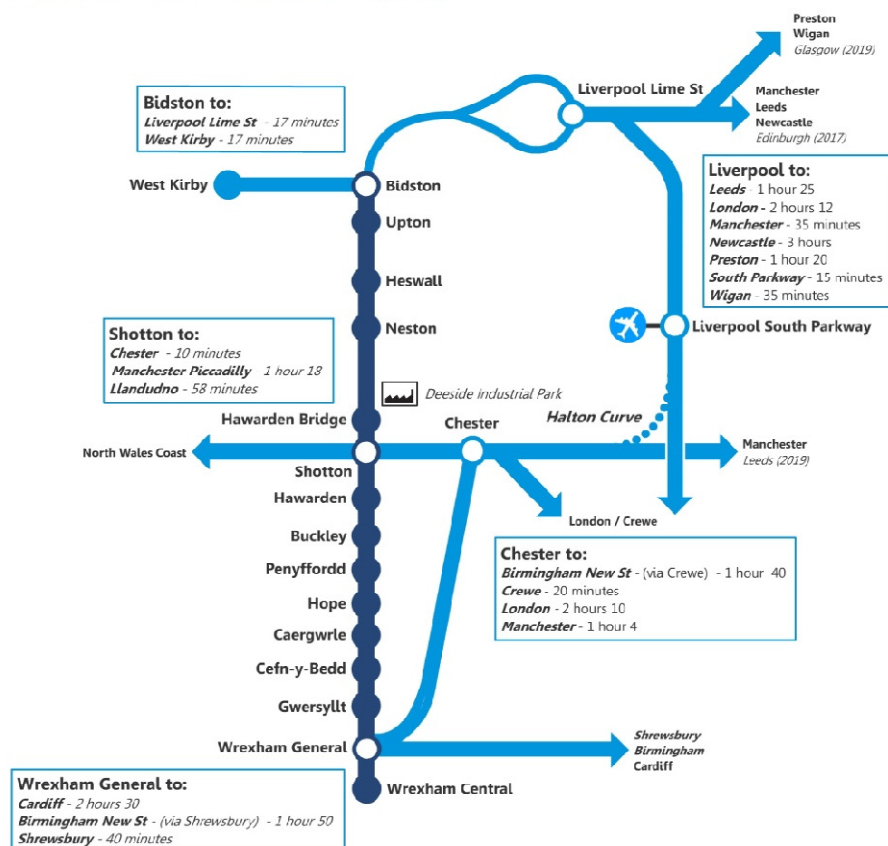 Preston
Wigan
Glasgow (2019)
Liverpool Lime St
Manchester
Leeds
Newcastle
Edinburgh (2017)
Bidston to:
Liverpool Lime St - 17 minutes
West Kirby - 17 minutes
Liverpool to:
Leeds - 1 hour 25
London - 2 hours 12
Manchester - 35 minutes
Newcastle - 3 hours
Preston - 1 hour 20
South Parkway - 15 minutes
Wigan - 35 minutes
West Kirby
Bidston
Upton
Heswall
Neston
Liverpool South Parkway
Shotton to:
Chester - 10 minutes
Manchester Piccadilly - 1 hour 18
Llandudno - 58 minutes
Deeside Industrial Park
Hawarden Bridge
Chester
Halton Curve
North Wales Coast
Manchester
Leeds (2019)
Shotton
Hawarden
London / Crewe
Buckley
Chester to:
Birmingham New St - (via Crewe) - 1 hour 40
Crewe - 20 minutes
London - 2 hours 10
Manchester - 1 hour 4
Penyffordd
Hope
Caergwrle
Cefn-y-Bedd
Gwersyllt
Wrexham General
Shrewsbury
Birmingham
Cardiff
Wrexham Central
Wrexham General to:
Cardiff - 2 hours 30
Birmingham New St - (via Shrewsbury) - 1 hour 50
Shrewsbury - 40 minutes